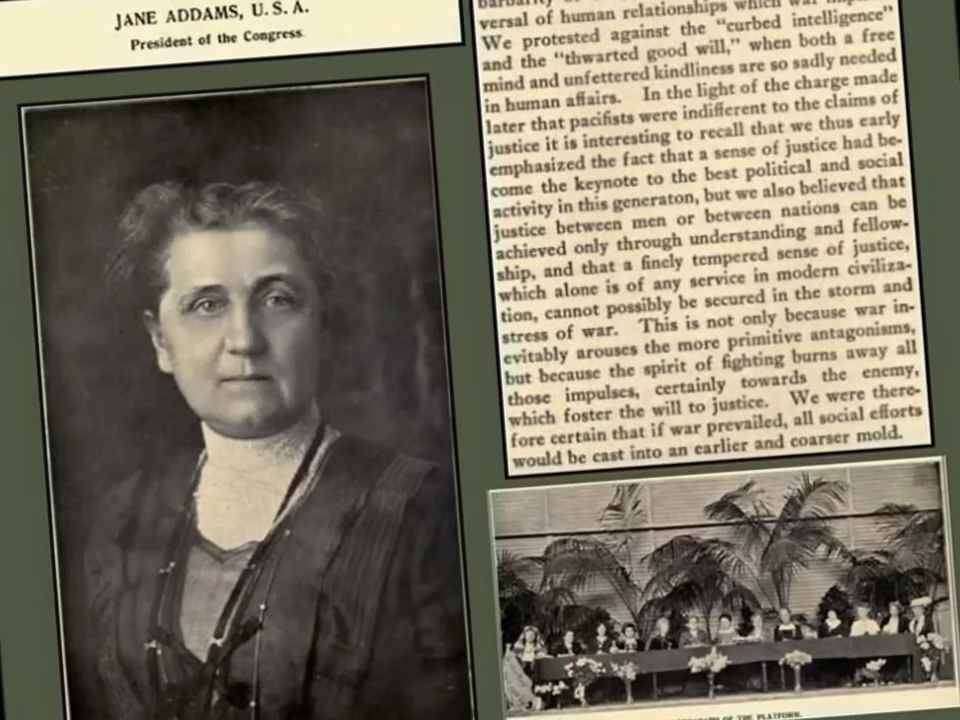 JANE ADDAMS, U.S.A.
President of the Congress
versal of human relationships which war
We protested against the “curbed intelligence”
and the “thwarted good will,” when both a free
mind and unfettered kindliness are so sadly needed
in human affairs. In the light of the charge made
later that pacifists were indifferent to the claims of
justice it is interesting to recall that we thus early
emphasized the fact that a sense of justice had be-
come the keynote to the best political and social
activity in this generaton, but we also believed that
justice between men or between nations can be
achieved only through understanding and fellow-
ship, and that a finely tempered sense of justice,
which alone is of any service in modern civiliza-
tion, cannot possibly be secured in the storm and
stress of war. This is not only because war in-
evitably arouses the more primitive antagonisms,
but because the spirit of fighting burns away all
those impulses, certainly towards the enemy,
which foster the will to justice. We were there-
fore certain that if war prevailed, all social efforts
would be cast into an earlier and coarser mold.
OF THE PLATFORM.